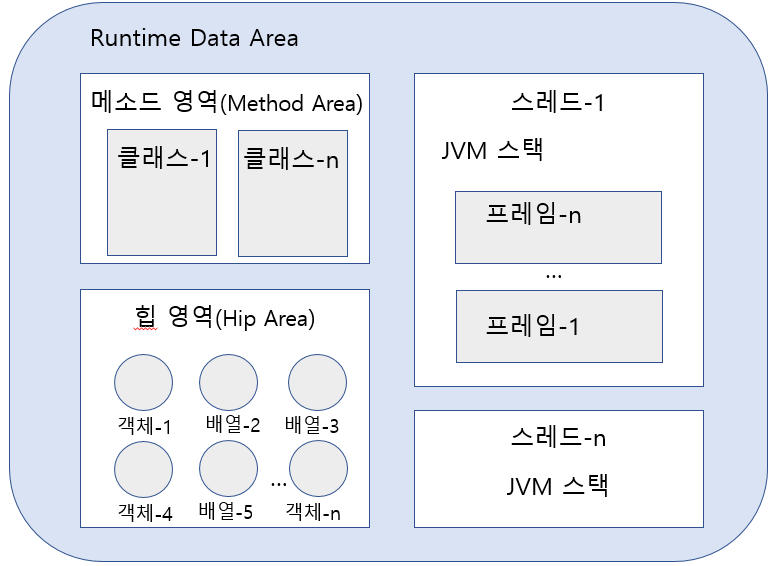 Runtime Data Area
메소드 영역(Method Area)
클래스-1
클래스-n
힙 영역(Hip Area)
객체-1
배열-2
배열-3
객체-4
배열-5
...
객체-n
스레드-1
JVM 스택
프레임-n
...
프레임-1
스레드-n
JVM 스택